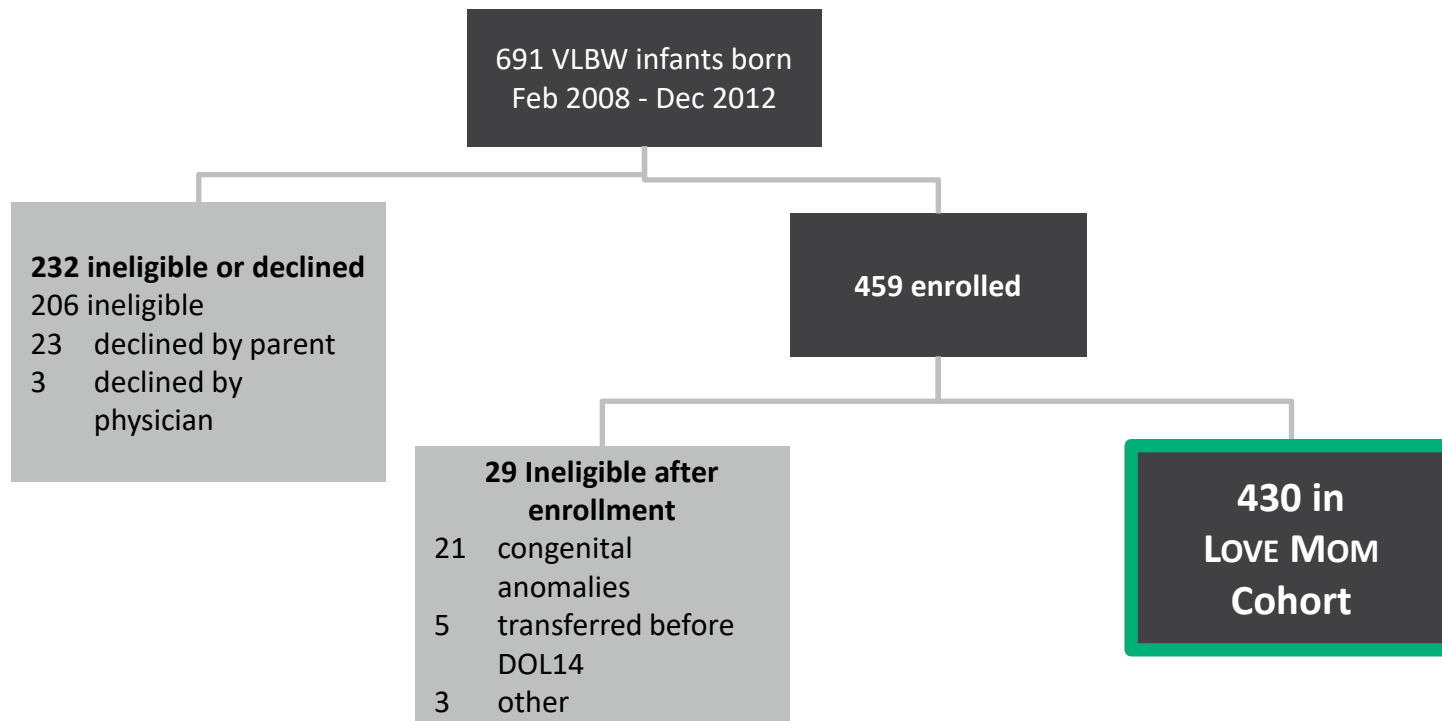 691 VLBW infants born
Feb 2008 - Dec 2012
232 ineligible or declined
206 ineligible
23 declined by parent
3 declined by
physician
459 enrolled
29 Ineligible after
enrollment
21 congenital
anomalies
5 transferred before
DOL14
3 other
430 in
LOVE MOM
Cohort